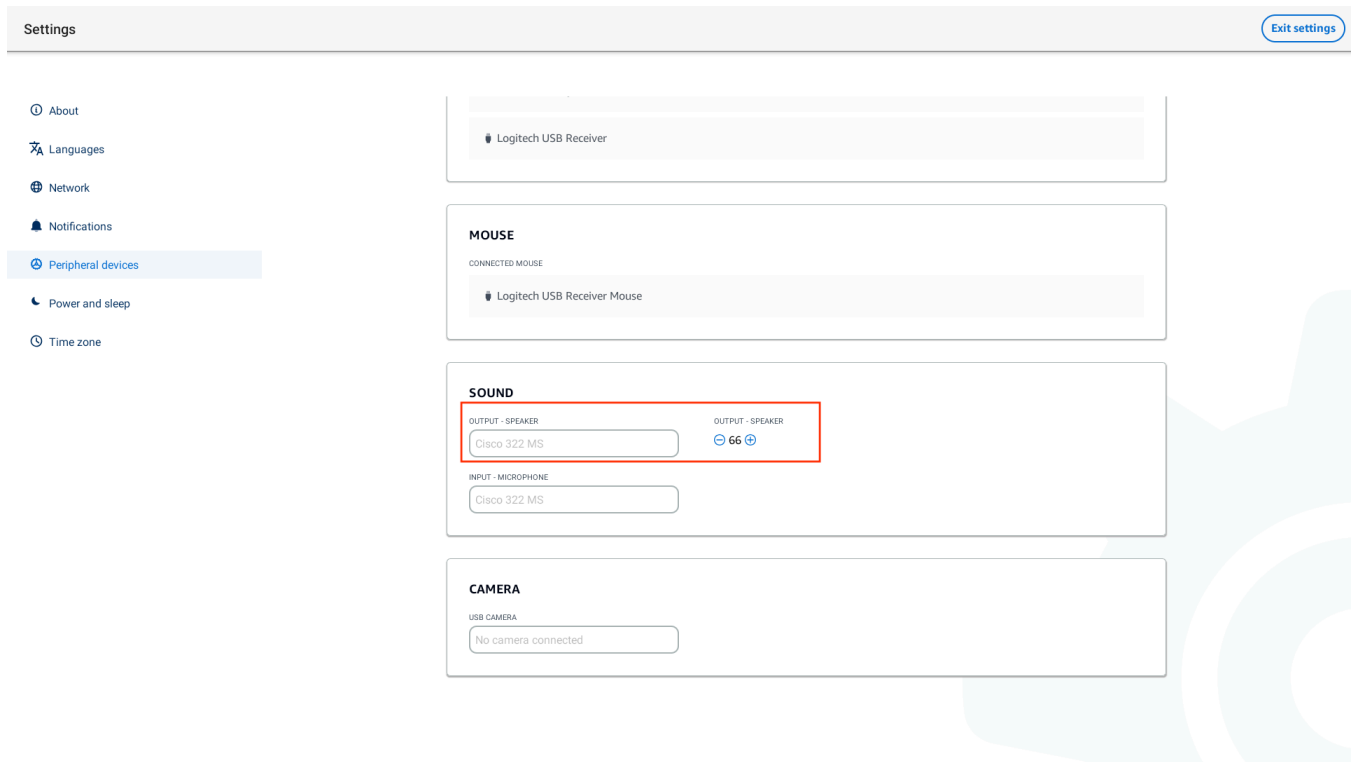 Settings
Exit settings
About
Languages
Network
Notifications
Peripheral devices
Power and sleep
Time zone
Logitech USB Receiver
MOUSE
CONNECTED MOUSE
Logitech USB Receiver Mouse
SOUND
OUTPUT - SPEAKER
OUTPUT - SPEAKER
Cisco 322 MS
66
INPUT - MICROPHONE
Cisco 322 MS
CAMERA
USB CAMERA
No camera connected